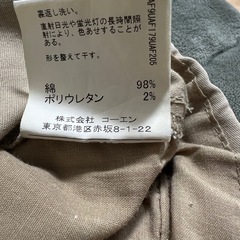 裏返し洗い。
直射日光や蛍光灯の長時間照
射により、色あせすることがあ
ります。
形を整えて干す。
綿 98%
ポリウレタン 2%
株式会社 コーエン
東京都港区赤坂8-1-22